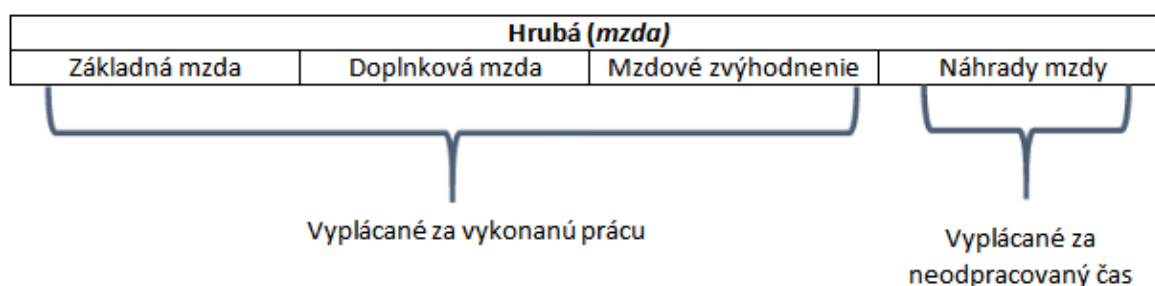 Hrubá (mzda)
Základná mzda Doplnková mzda Mzdové zvýhodnenie Náhrady mzdy
Vyplácané za vykonanú prácu
Vyplácané za
neodpracovaný čas